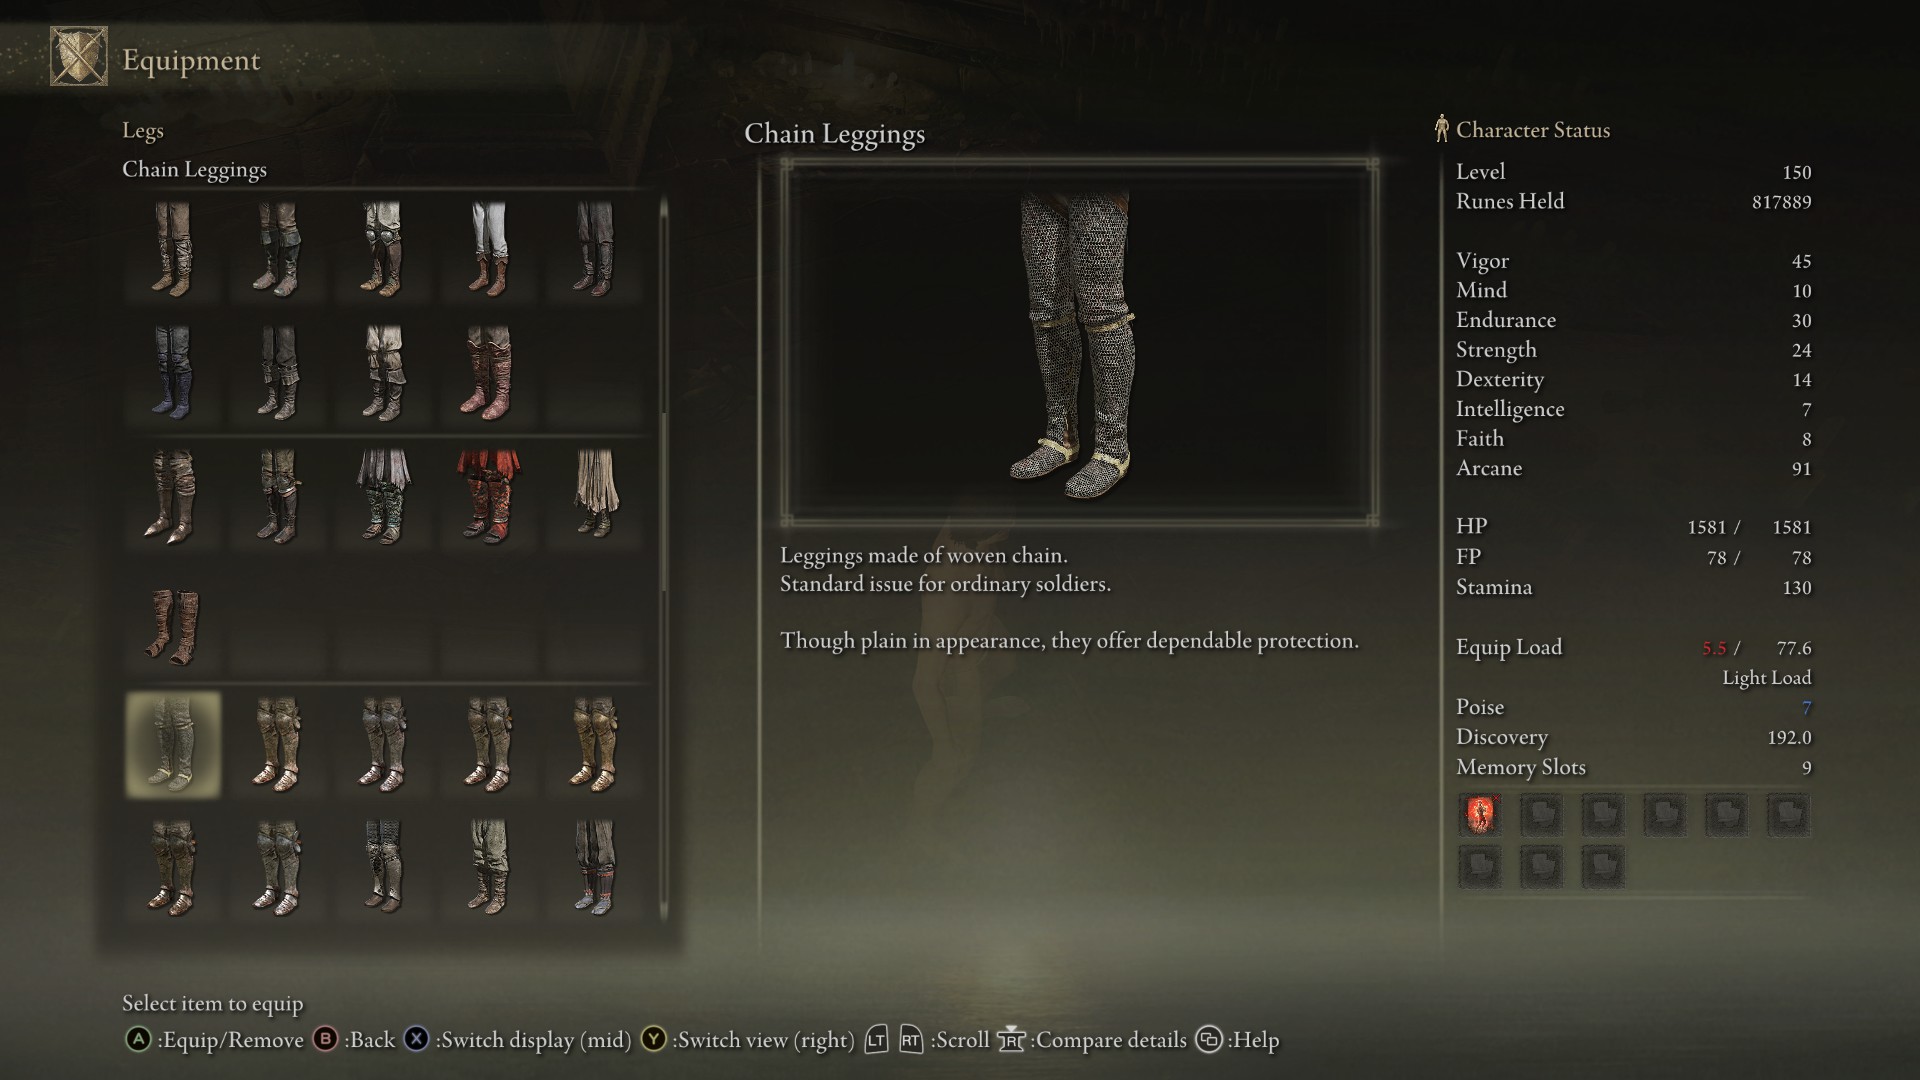 Equipment
Legs
Chain Leggings
Chain Leggings
Leggings made of woven chain.
Standard issue for ordinary soldiers.
Though plain in appearance, they offer dependable protection.
Character Status
Level 150
Runes Held 817889
Vigor 45
Mind 10
Endurance 30
Strength 24
Dexterity 14
Intelligence 7
Faith 8
Arcane 91
HP 1581 / 1581
FP 78 / 78
Stamina 130
Equip Load 5.5 / 77.6
Light Load
Poise 7
Discovery 192.0
Memory Slots 9
Select item to equip
A :Equip/Remove B :Back X :Switch display (mid) Y :Switch view (right) LT RT :Scroll R :Compare details :Help